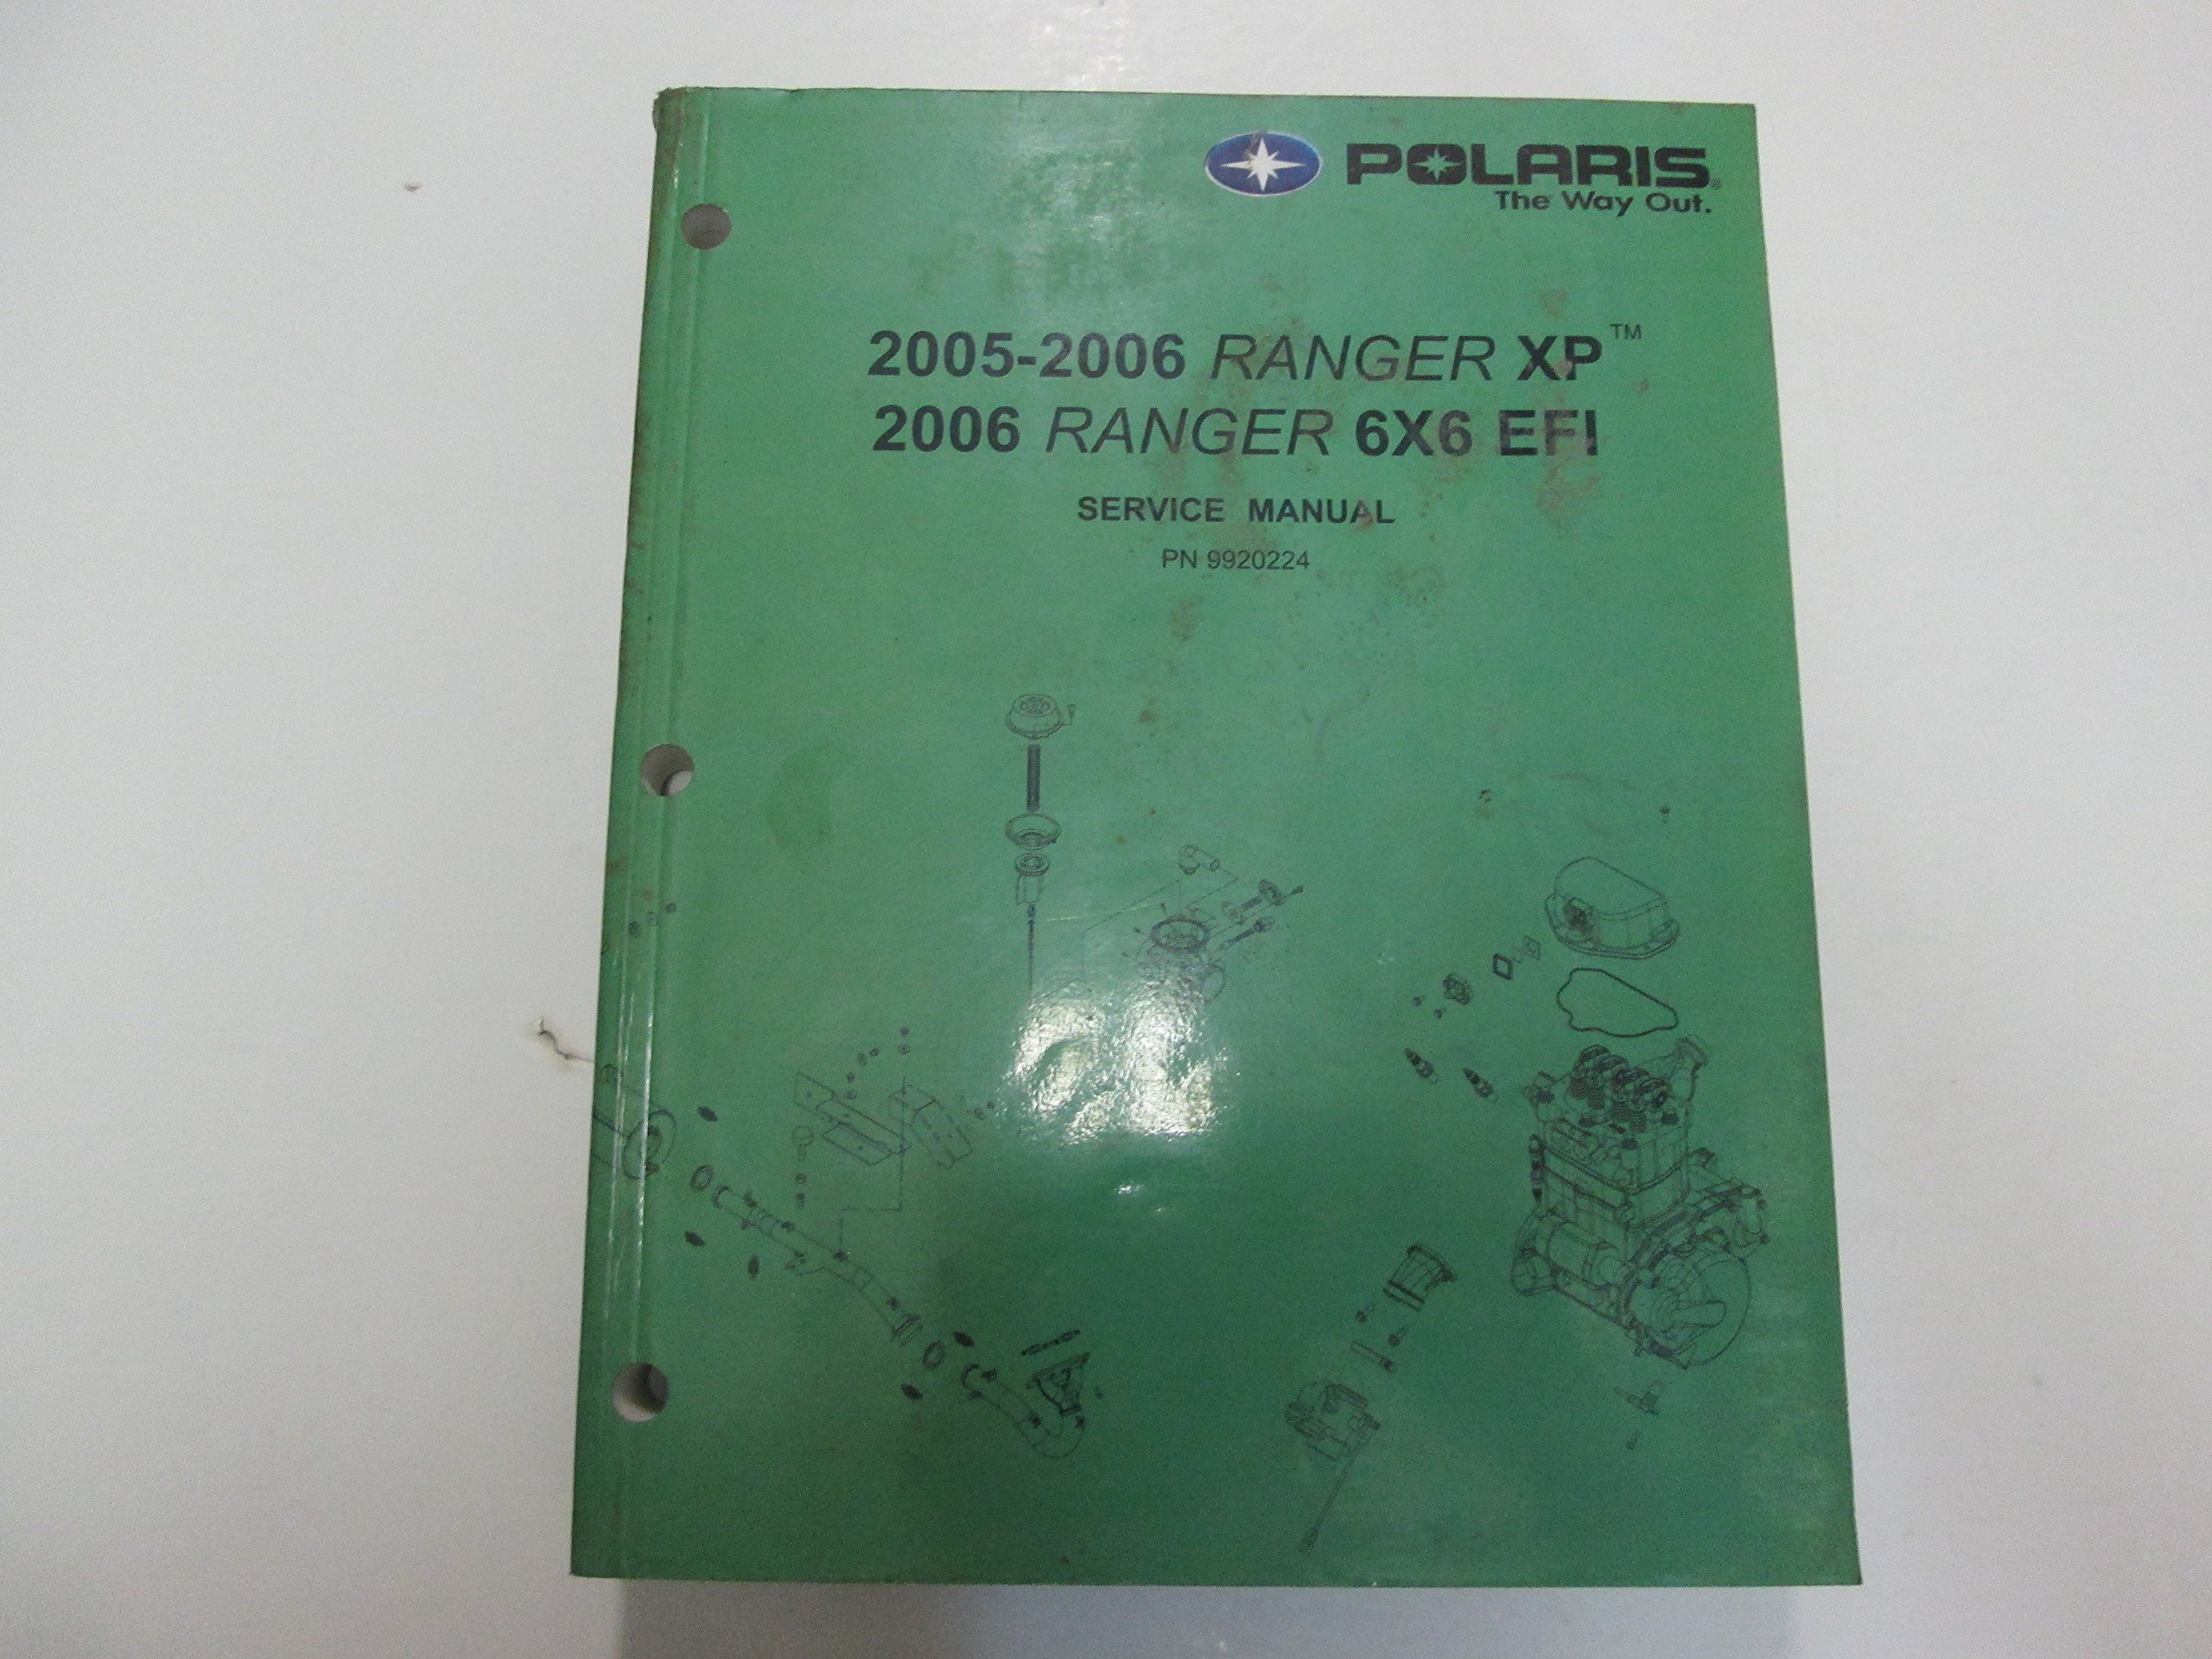 POLARIS®
The Way Out.
2005-2006 RANGER XP™
2006 RANGER 6X6 EFI
SERVICE MANUAL
PN 9920224